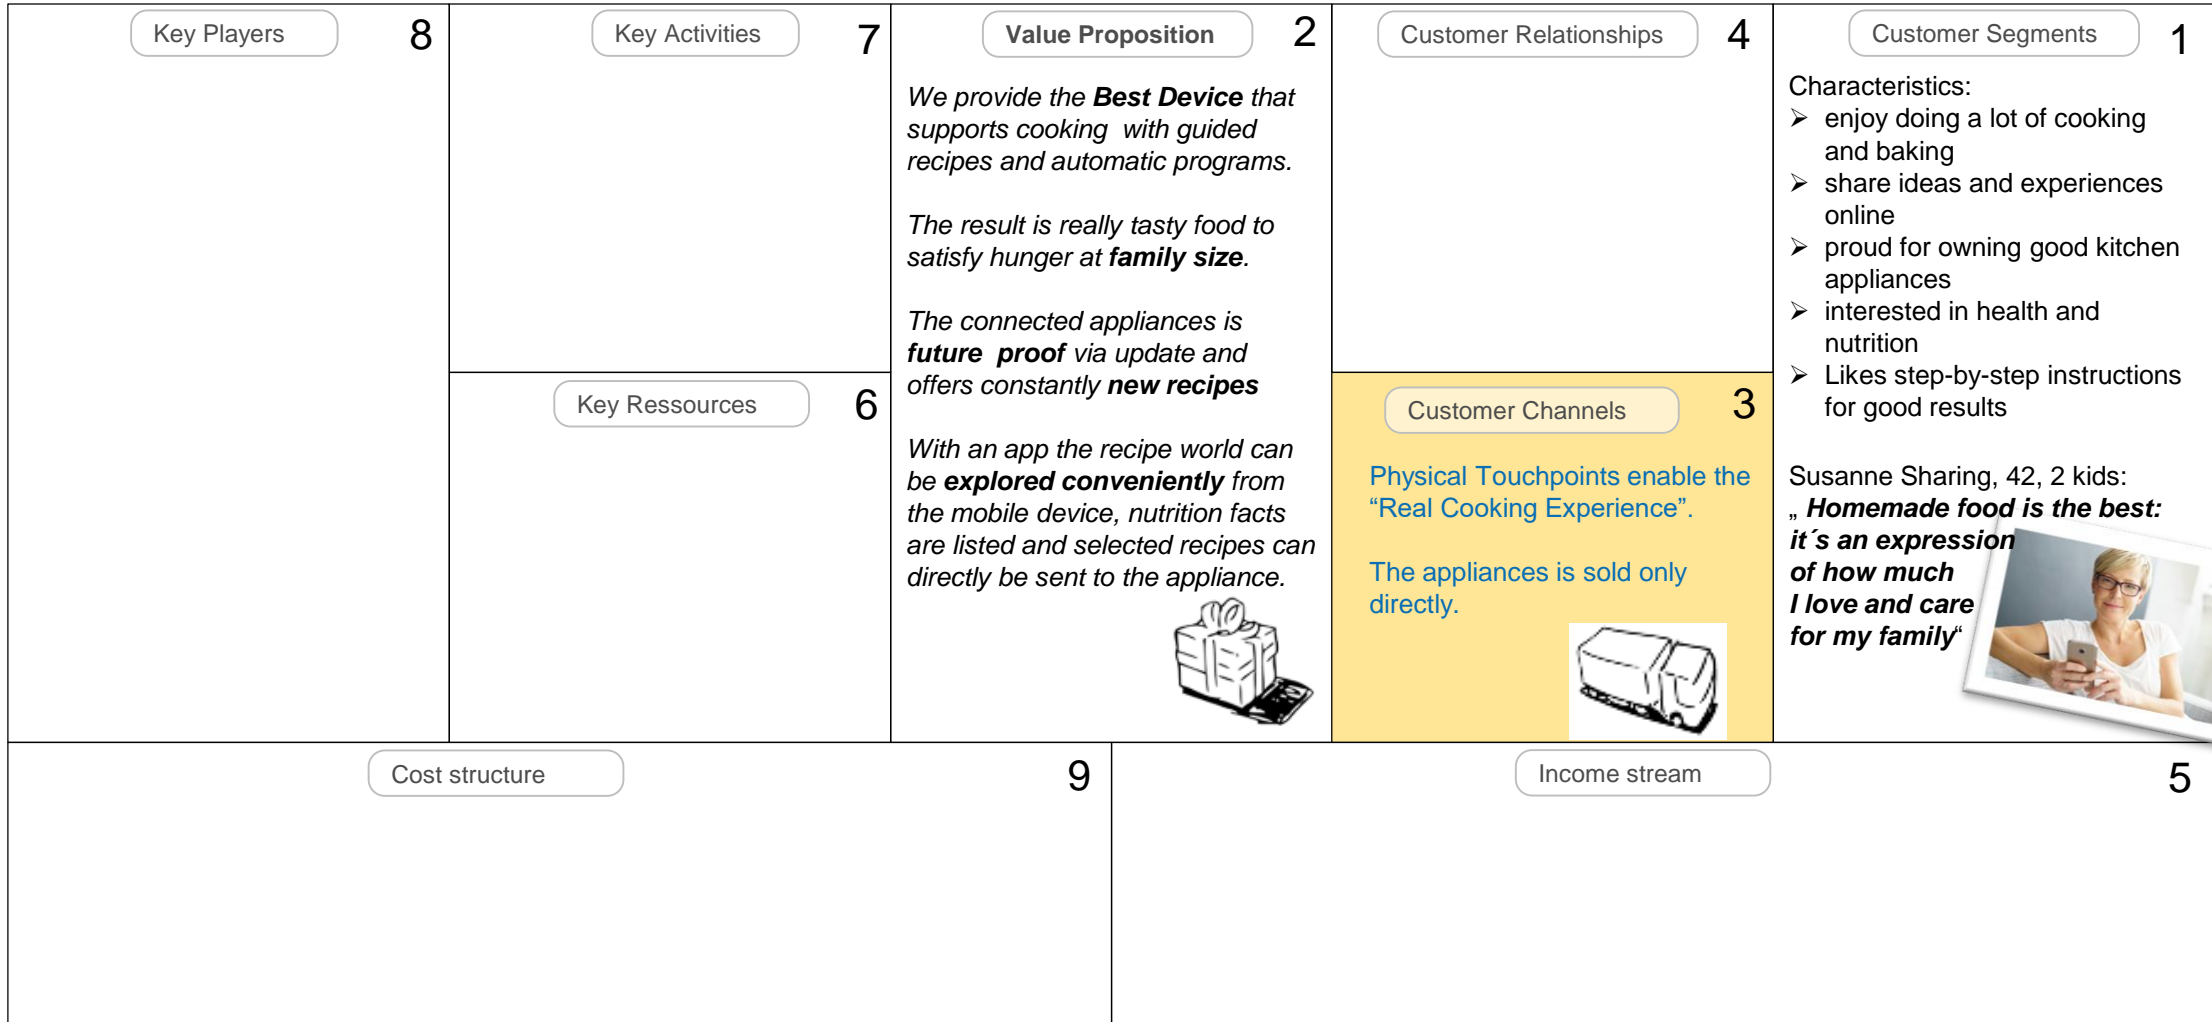 Key Players
8
Key Activities
7
Value Proposition
2
We provide the Best Device that
supports cooking with guided
recipes and automatic programs.
The result is really tasty food to
satisfy hunger at family size.
The connected appliances is
future proof via update and
offers constantly new recipes
With an app the recipe world can
be explored conveniently from
the mobile device, nutrition facts
are listed and selected recipes can
directly be sent to the appliance.
Customer Relationships
4
Customer Segments
1
Characteristics:
➢ enjoy doing a lot of cooking
and baking
➢ share ideas and experiences
online
➢ proud for owning good kitchen
appliances
➢ interested in health and
nutrition
➢ Likes step-by-step instructions
for good results
Susanne Sharing, 42, 2 kids:
„ Homemade food is the best:
it´s an expression
of how much
I love and care
for my family“
Key Ressources
6
Customer Channels
3
Physical Touchpoints enable the
“Real Cooking Experience”.
The appliances is sold only
directly.
Cost structure
9
Income stream
5